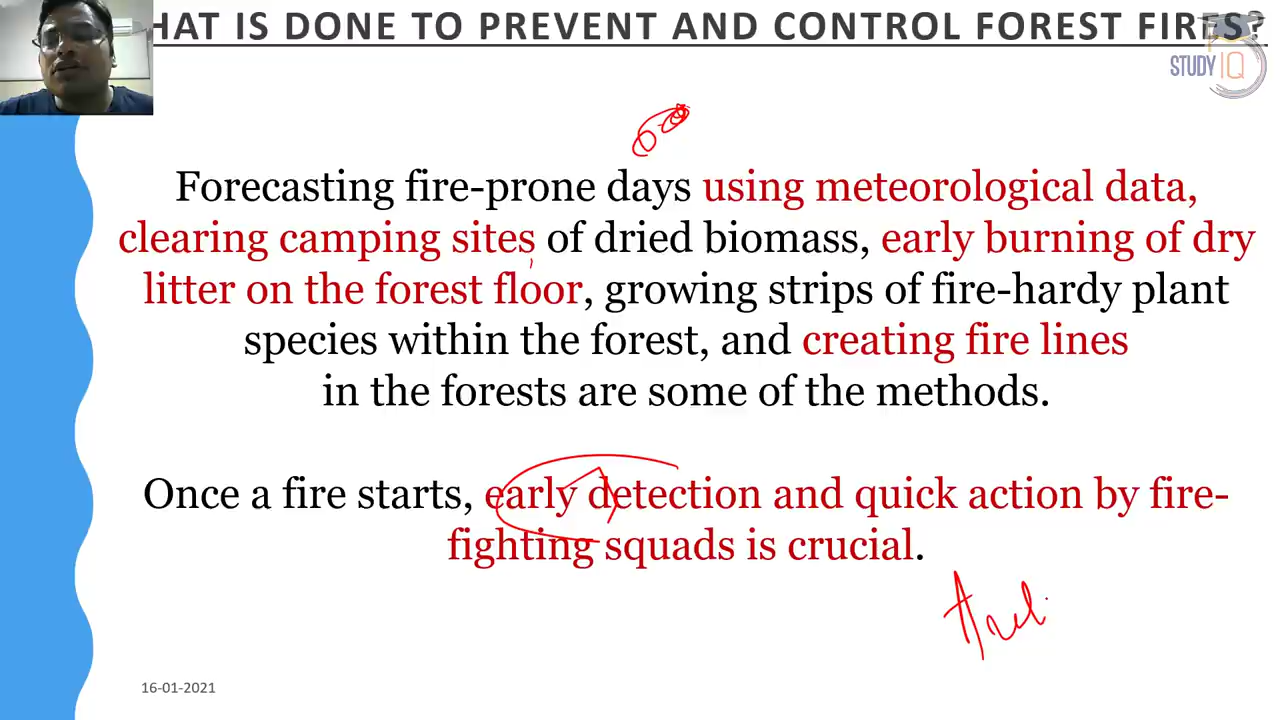 HAT IS DONE TO PREVENT AND CONTROL FOREST FIRES?
STUDY IQ
Forecasting fire-prone days using meteorological data,
clearing camping sites of dried biomass, early burning of dry
litter on the forest floor, growing strips of fire-hardy plant
species within the forest, and creating fire lines
in the forests are some of the methods.
Once a fire starts, early detection and quick action by fire-
fighting squads is crucial.
16-01-2021